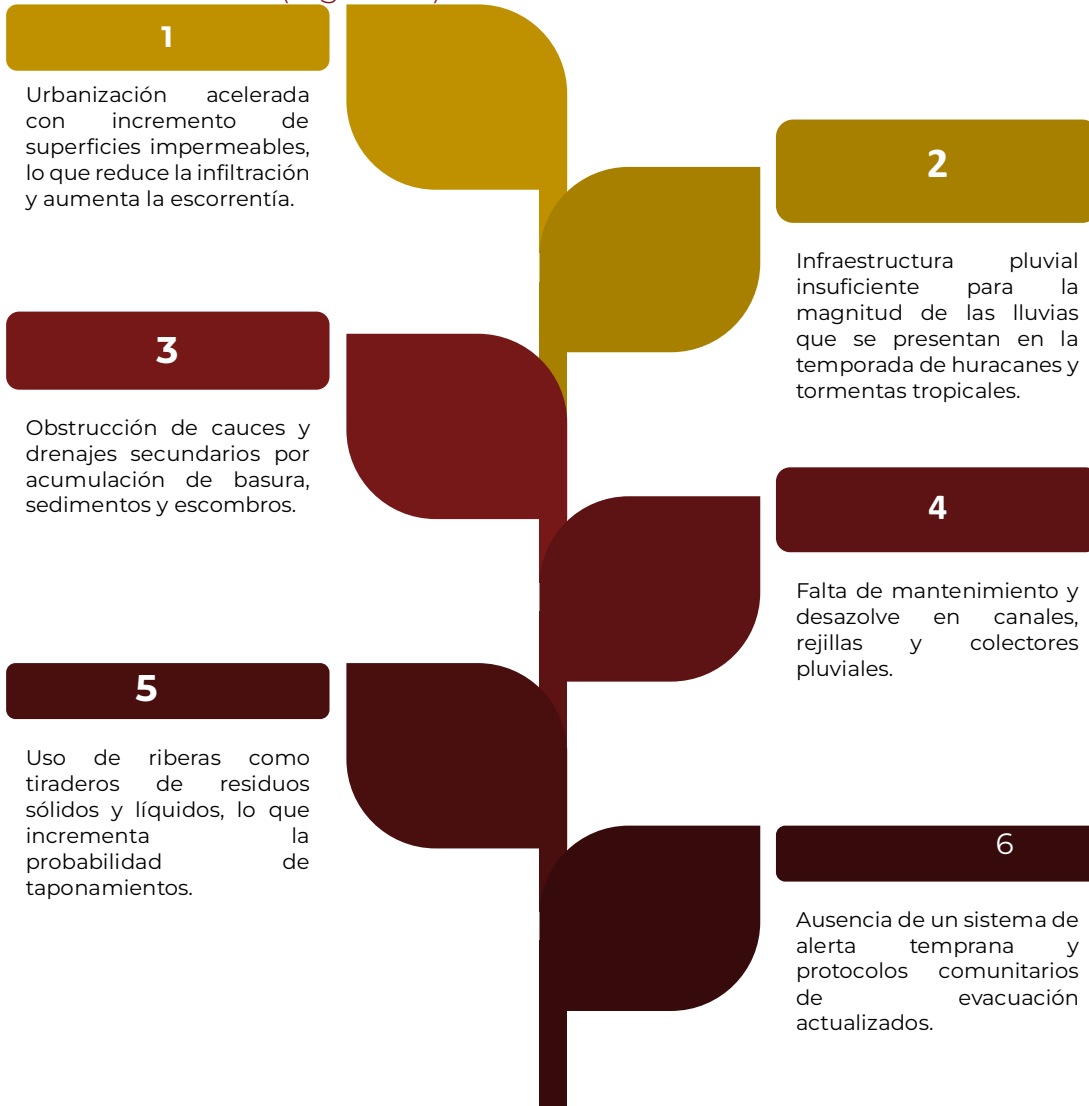 1
Urbanización acelerada
con incremento de
superficies impermeables,
lo que reduce la infiltración
y aumenta la escorrentía.
2
Infraestructura pluvial
insuficiente para la
magnitud de las lluvias
que se presentan en la
temporada de huracanes y
tormentas tropicales.
3
Obstrucción de cauces y
drenajes secundarios por
acumulación de basura,
sedimentos y escombros.
4
Falta de mantenimiento y
desazolve en canales,
rejillas y colectores
pluviales.
5
Uso de riberas como
tiraderos de residuos
sólidos y líquidos, lo que
incrementa la
probabilidad de
taponamientos.
6
Ausencia de un sistema de
alerta temprana y
protocolos comunitarios
de evacuación
actualizados.